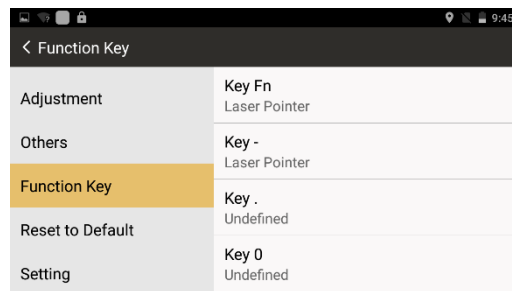 9:45
< Function Key
Adjustment
Others
Function Key
Reset to Default
Setting
Key Fn
Laser Pointer
Key -
Laser Pointer
Key .
Undefined
Key 0
Undefined